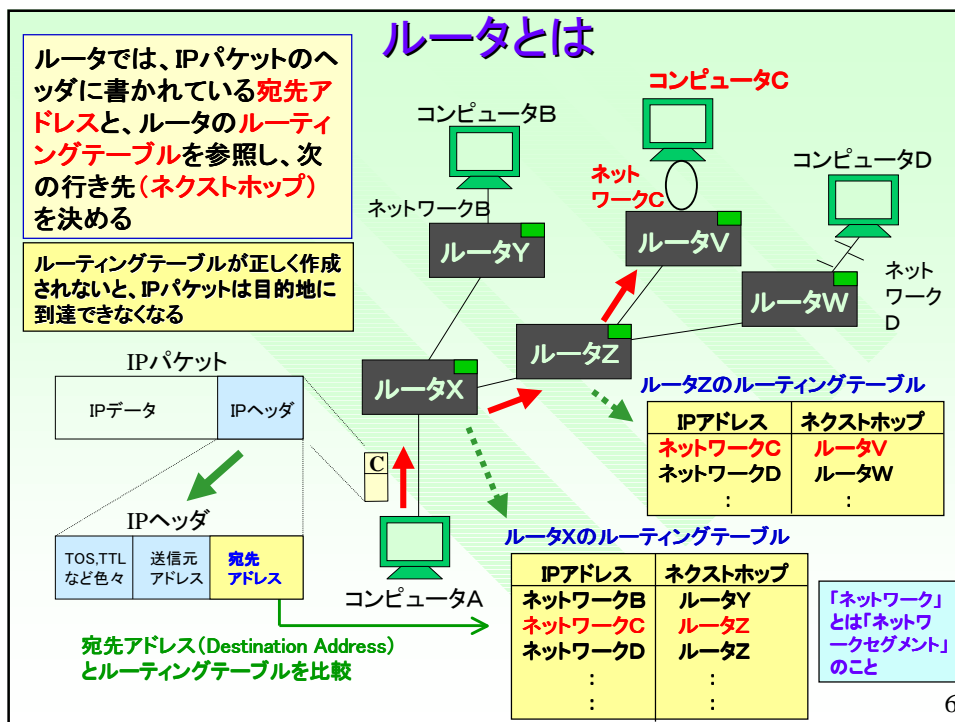 ルータとは
ルータでは、IPパケットのヘ
ッダに書かれている宛先ア
ドレスと、ルータのルーティ
ングテーブルを参照し、次
の行き先(ネクストホップ)
を決める
ルーティングテーブルが正しく作成
されないと、IPパケットは目的地に
到達できなくなる
コンピュータB
コンピュータC
コンピュータD
ネットワークB
ネット
ワークC
ネット
ワーク
D
ルータY
ルータV
ルータW
ルータZ
ルータX
IPパケット
IPデータ
IPヘッダ
C
IPヘッダ
TOS,TTL
など色々
送信元
アドレス
宛先
アドレス
コンピュータA
宛先アドレス(Destination Address)
とルーティングテーブルを比較
ルータZのルーティングテーブル
IPアドレス ネクストホップ
ネットワークC ルータV
ネットワークD ルータW
: :
ルータXのルーティングテーブル
IPアドレス ネクストホップ
ネットワークB ルータY
ネットワークC ルータZ
ネットワークD ルータZ
: :
: :
「ネットワーク」
とは「ネットワ
ークセグメント」
のこと
6